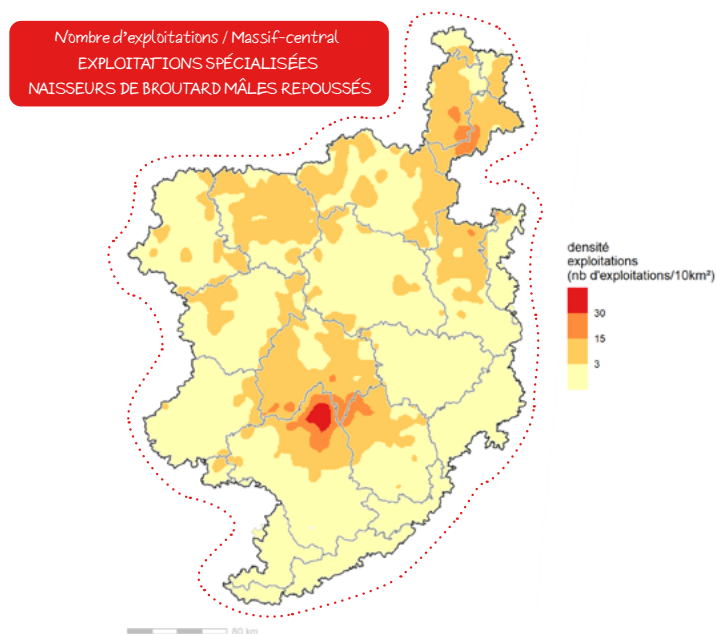 Nombre d'exploitations / Massif-central
EXPLOITATIONS SPÉCIALISÉES
NAISSEURS DE BROUTARD MÂLES REPOUSSÉS
densité
exploitations
(nb d'exploitations/10km²)
30
15
3
80 km